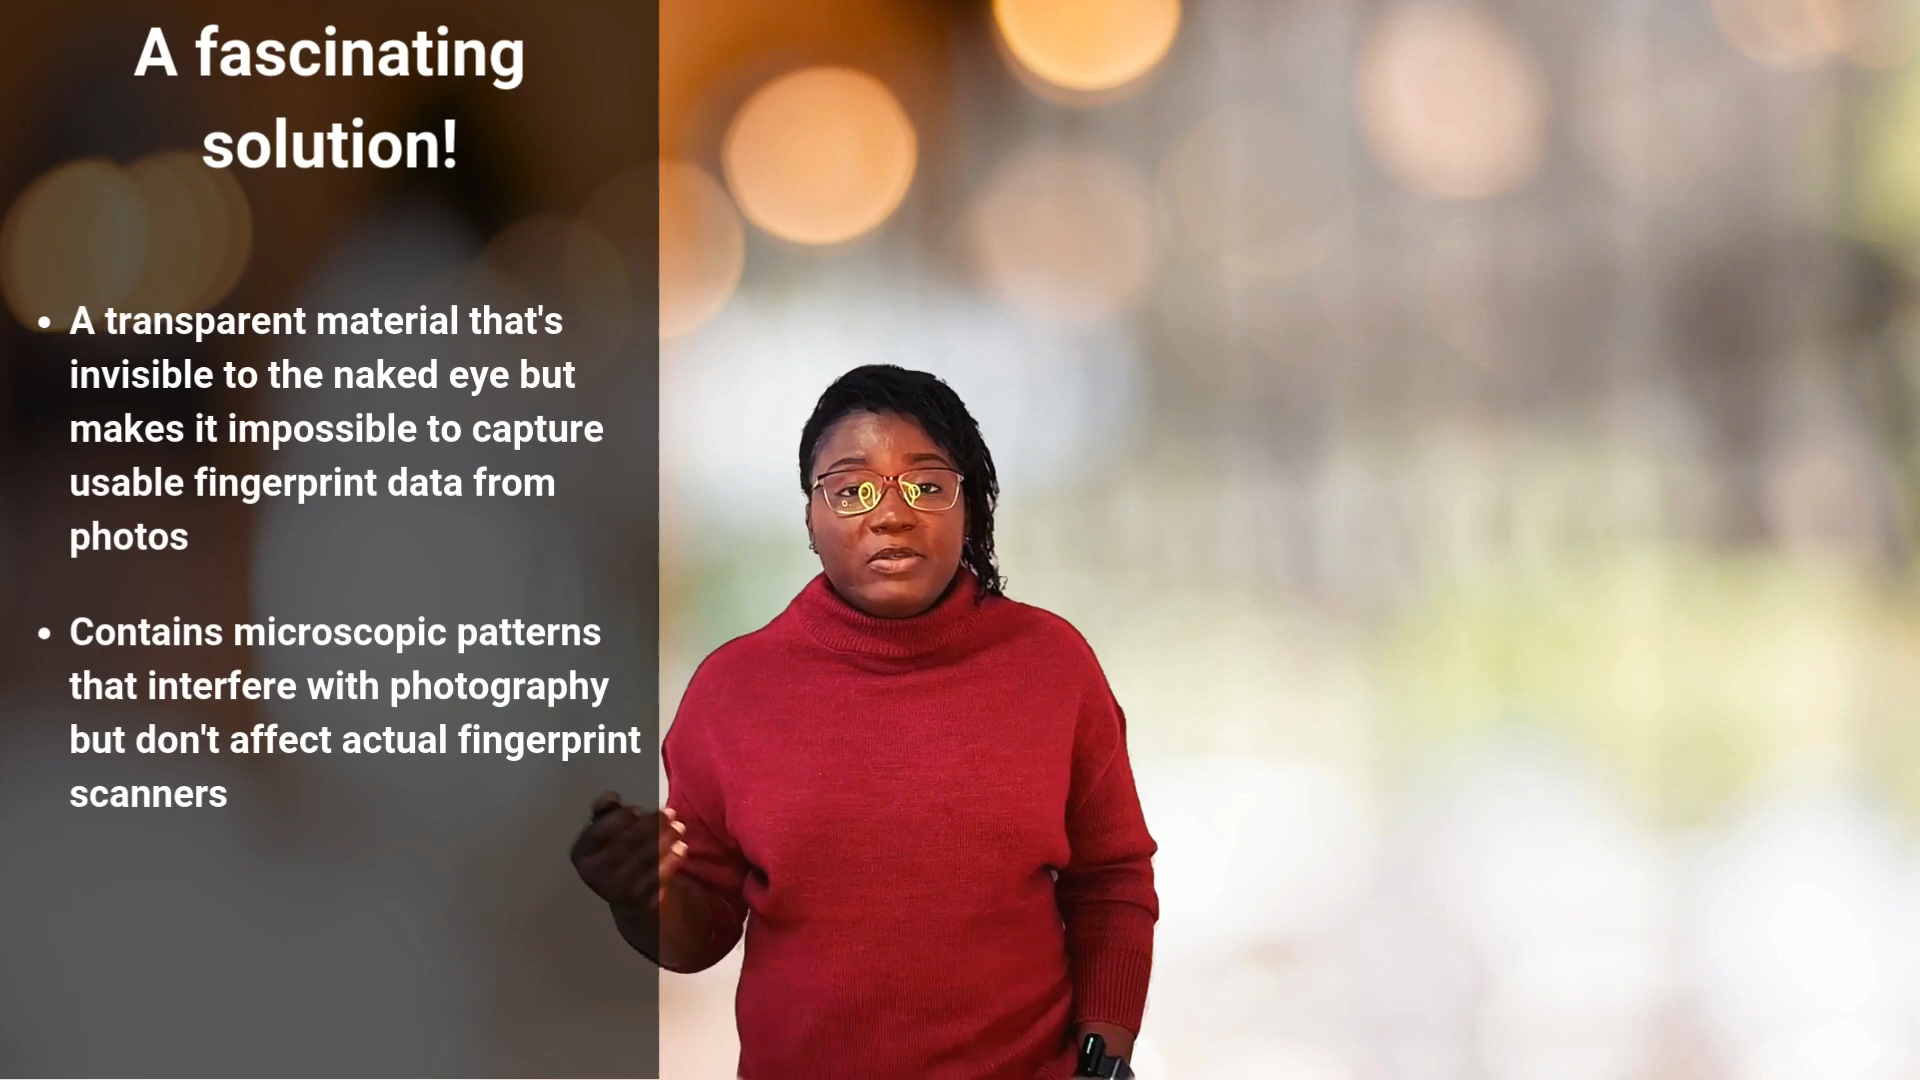 A fascinating
solution!
• A transparent material that's
invisible to the naked eye but
makes it impossible to capture
usable fingerprint data from
photos
• Contains microscopic patterns
that interfere with photography
but don't affect actual fingerprint
scanners